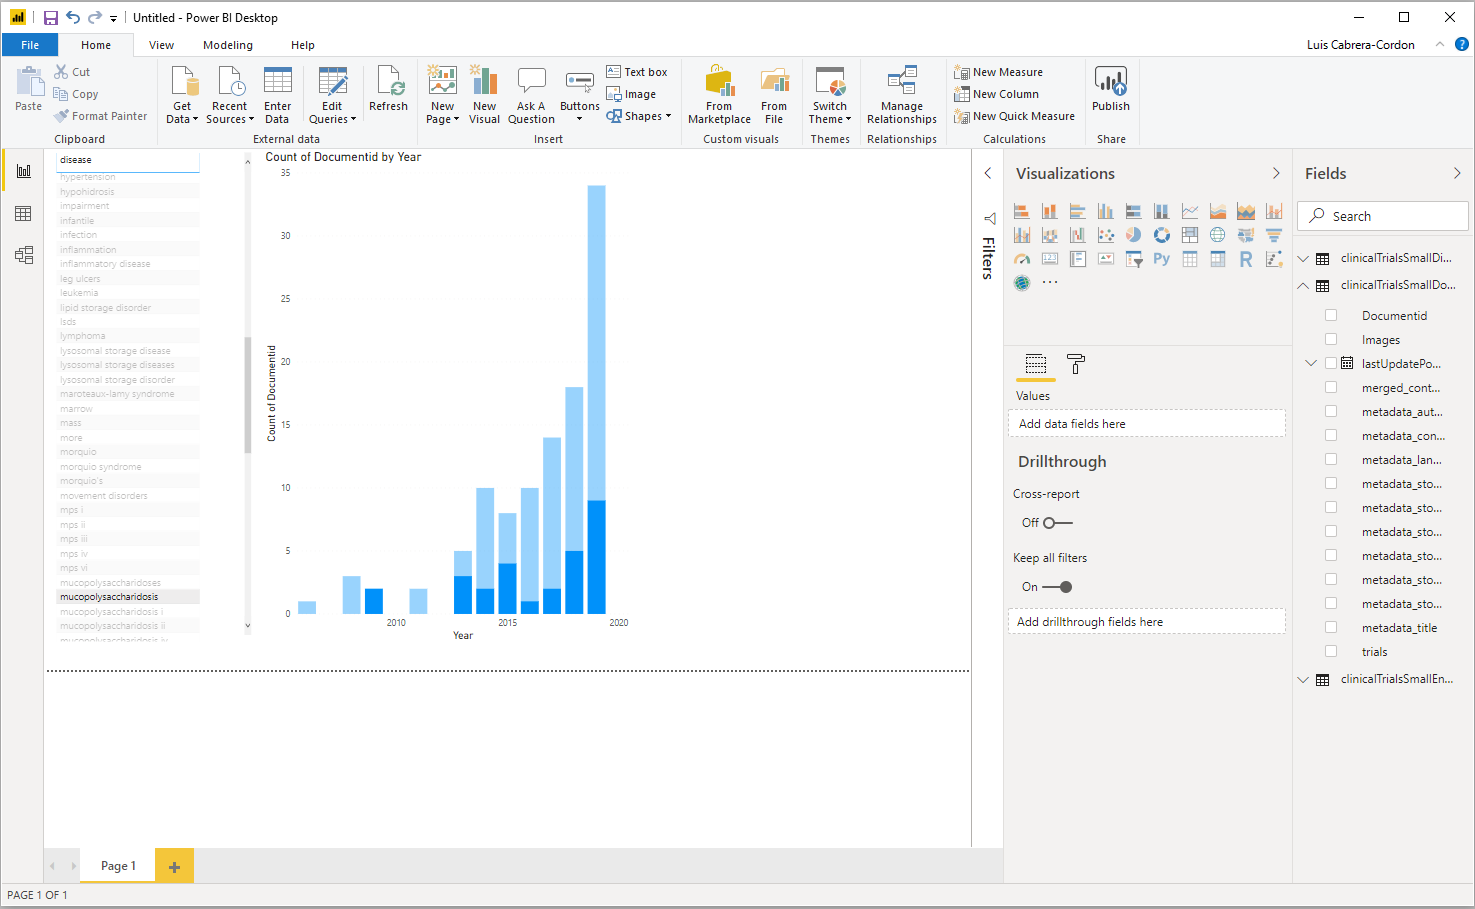 Untitled - Power BI Desktop
File
Home
View
Modeling
Help
Luis Cabrera-Cordon
?
Paste
Cut
Copy
Format Painter
Clipboard
Get Data
Recent Sources
Enter Data
External data
Edit Queries
Refresh
New Page
New Visual
Ask A Question
Buttons
Text box
Image
Shapes
Insert
From Marketplace
From File
Custom visuals
Switch Theme
Themes
Manage Relationships
Relationships
New Measure
New Column
New Quick Measure
Calculations
Publish
Share
disease
hypertension
hypohidrosis
impairment
infantile
infection
inflammation
inflammatory disease
leg ulcers
leukemia
lipid storage disorder
lsds
lymphoma
lysosomal storage disease
lysosomal storage diseases
lysosomal storage disorder
maroteaux-lamy syndrome
marrow
mass
more
morquio
morquio syndrome
morquio's
movement disorders
mps i
mps ii
mps iii
mps iv
mps vi
mucopolysaccharidoses
mucopolysaccharidosis
mucopolysaccharidosis i
mucopolysaccharidosis ii
mucopolysaccharidosis iv
Count of Documentid by Year
35
30
25
20
15
10
5
0
Count of Documentid
2010
2015
2020
Year
Filters
Visualizations
123
Py
R
...
Values
Add data fields here
Drillthrough
Cross-report
Off
Keep all filters
On
Add drillthrough fields here
Fields
Search
clinicalTrialsSmallDi...
clinicalTrialsSmallDo...
Documentid
Images
lastUpdatePo...
merged_cont...
metadata_aut...
metadata_con...
metadata_lan...
metadata_sto...
metadata_sto...
metadata_sto...
metadata_sto...
metadata_sto...
metadata_sto...
metadata_title
trials
clinicalTrialsSmallEn...
Page 1
+
PAGE 1 OF 1